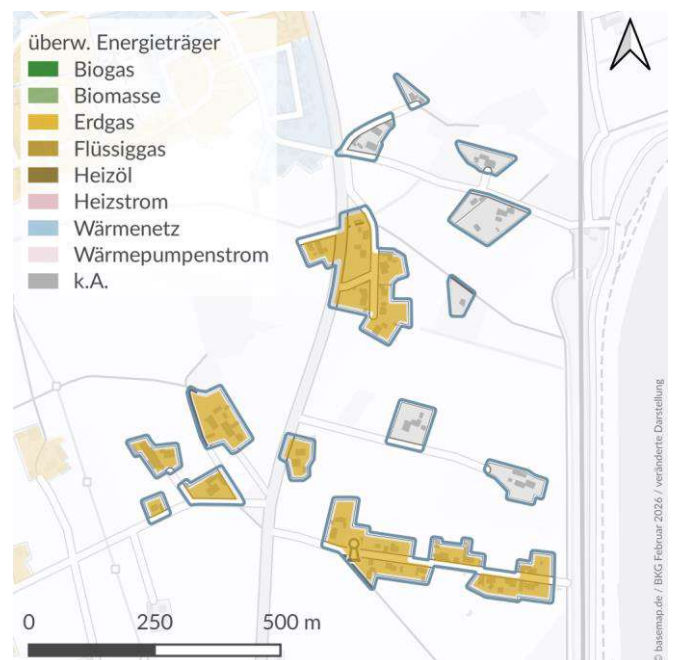 überw. Energieträger
Biogas
Biomasse
Erdgas
Flüssiggas
Heizöl
Heizstrom
Wärmenetz
Wärmepumpenstrom
k.A.
0 250 500 m
© basemap.de / BKG Februar 2026 / veränderte Darstellung